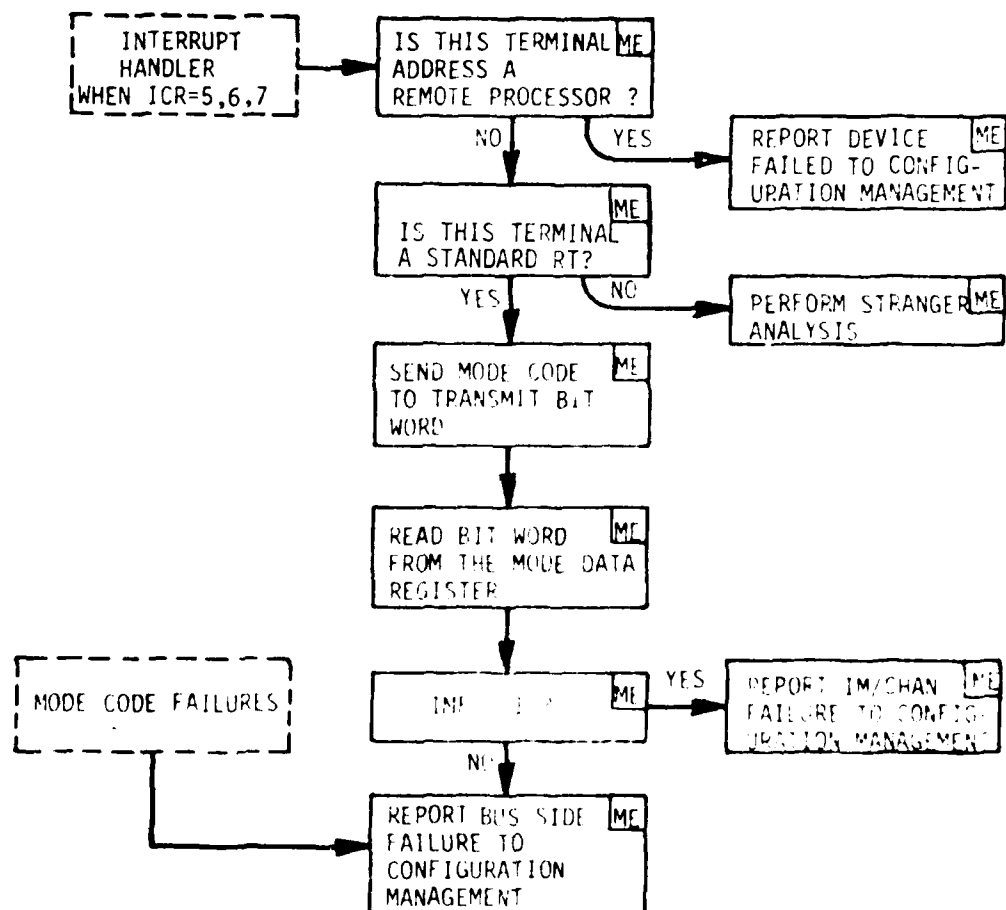 INTERRUPT
HANDLER
WHEN ICR=5,6,7
IS THIS TERMINAL ME
ADDRESS A
REMOTE PROCESSOR ?
NO
YES
REPORT DEVICE ME
FAILED TO CONFIG-
URATION MANAGEMENT
ME
IS THIS TERMINAL
A STANDARD RT?
YES
NO
PERFORM STRANGER ME
ANALYSIS
SEND MODE CODE ME
TO TRANSMIT BIT
WORD
READ BIT WORD ME
FROM THE MODE DATA
REGISTER
MODE CODE FAILURES
ME
YES
REPORT IM/CHAN ME
FAILURE TO CONFIG-
URATION MANAGEMENT
NO
REPORT BUS SIDE ME
FAILURE TO
CONFIGURATION
MANAGEMENT